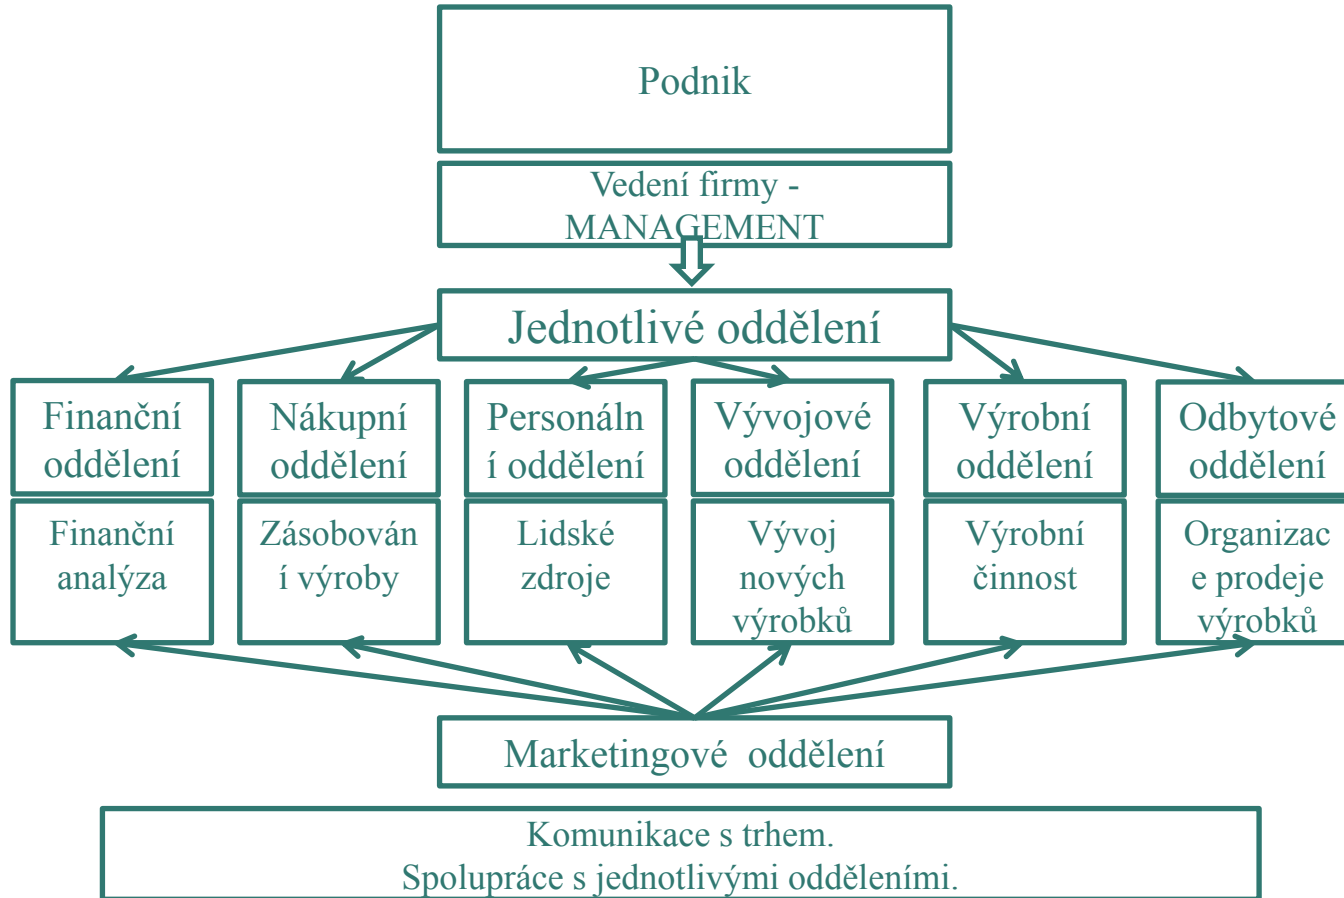 Podnik
Vedení firmy -
MANAGEMENT
Jednotlivé oddělení
Finanční
oddělení
Nákupní
oddělení
Personáln
í oddělení
Vývojové
oddělení
Výrobní
oddělení
Odbytové
oddělení
Finanční
analýza
Zásobován
í výroby
Lidské
zdroje
Vývoj
nových
výrobků
Výrobní
činnost
Organizac
e prodeje
výrobků
Marketingové  oddělení
Komunikace s trhem.
Spolupráce s jednotlivými odděleními.